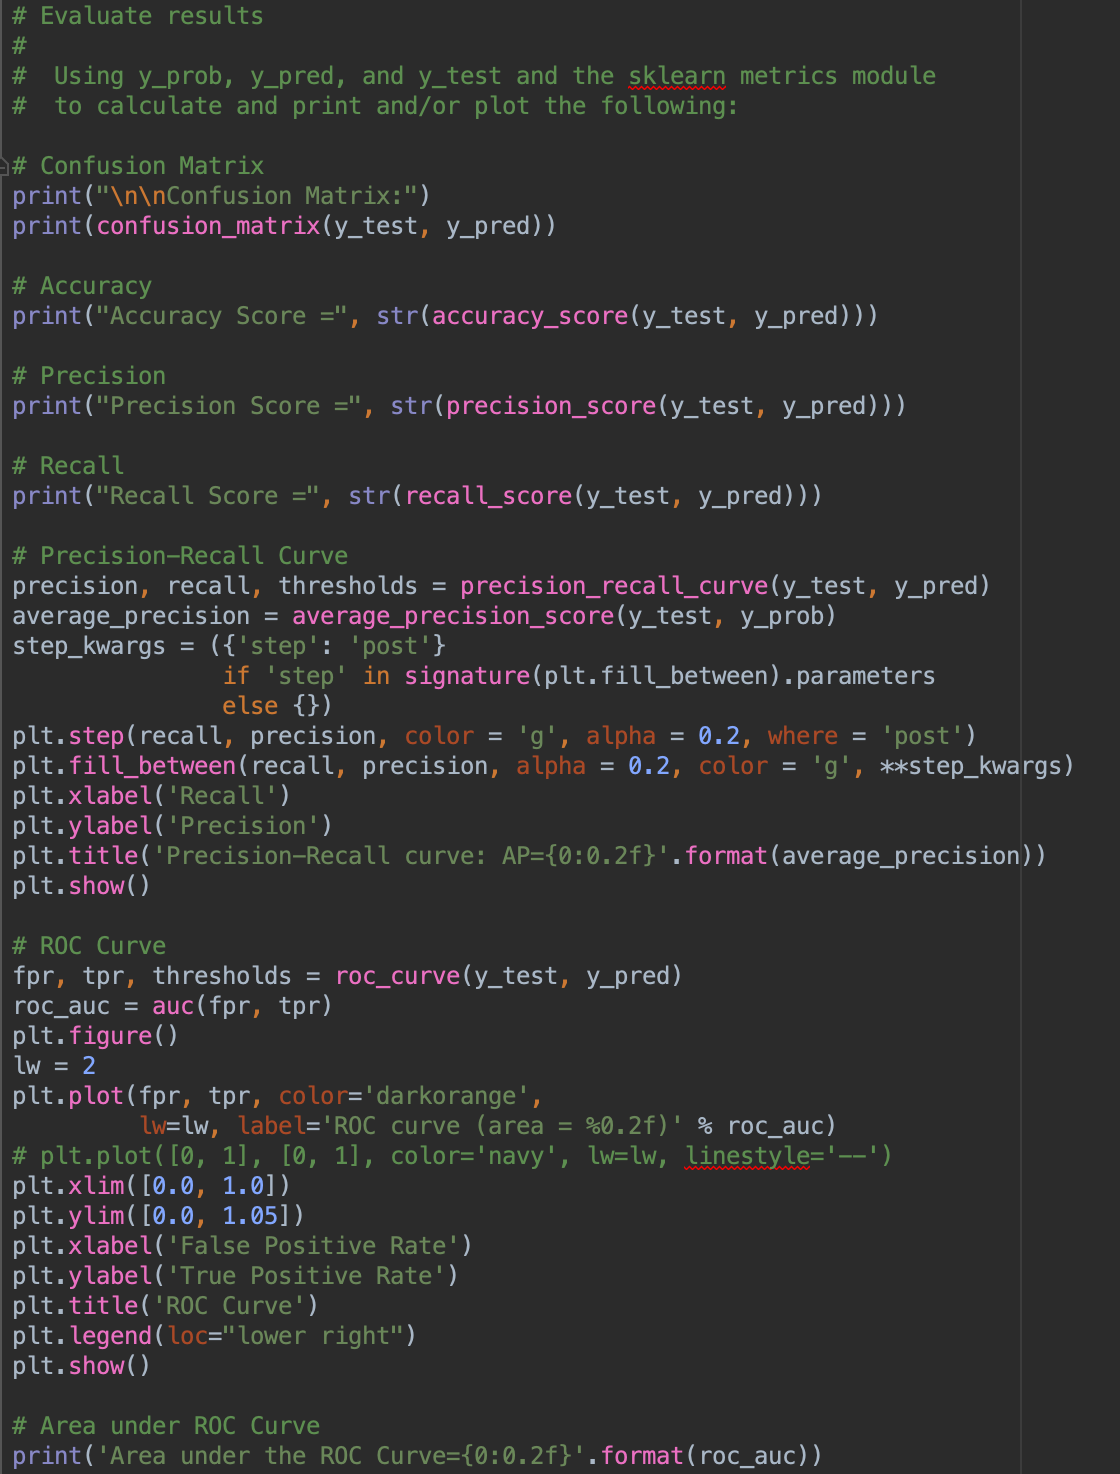 # Evaluate results
#
#  Using y_prob, y_pred, and y_test and the sklearn metrics module
#  to calculate and print and/or plot the following:
# Confusion Matrix
print("\n\nConfusion Matrix:")
print(confusion_matrix(y_test, y_pred))
# Accuracy
print("Accuracy Score =", str(accuracy_score(y_test, y_pred)))
# Precision
print("Precision Score =", str(precision_score(y_test, y_pred)))
# Recall
print("Recall Score =", str(recall_score(y_test, y_pred)))
# Precision-Recall Curve
precision, recall, thresholds = precision_recall_curve(y_test, y_pred)
average_precision = average_precision_score(y_test, y_prob)
step_kwargs = ({'step': 'post'}
               if 'step' in signature(plt.fill_between).parameters
               else {})
plt.step(recall, precision, color = 'g', alpha = 0.2, where = 'post')
plt.fill_between(recall, precision, alpha = 0.2, color = 'g', **step_kwargs)
plt.xlabel('Recall')
plt.ylabel('Precision')
plt.title('Precision-Recall curve: AP={0:0.2f}'.format(average_precision))
plt.show()
# ROC Curve
fpr, tpr, thresholds = roc_curve(y_test, y_pred)
roc_auc = auc(fpr, tpr)
plt.figure()
lw = 2
plt.plot(fpr, tpr, color='darkorange',
         lw=lw, label='ROC curve (area = %0.2f)' % roc_auc)
# plt.plot([0, 1], [0, 1], color='navy', lw=lw, linestyle='--')
plt.xlim([0.0, 1.0])
plt.ylim([0.0, 1.05])
plt.xlabel('False Positive Rate')
plt.ylabel('True Positive Rate')
plt.title('ROC Curve')
plt.legend(loc="lower right")
plt.show()
# Area under ROC Curve
print('Area under the ROC Curve={0:0.2f}'.format(roc_auc))